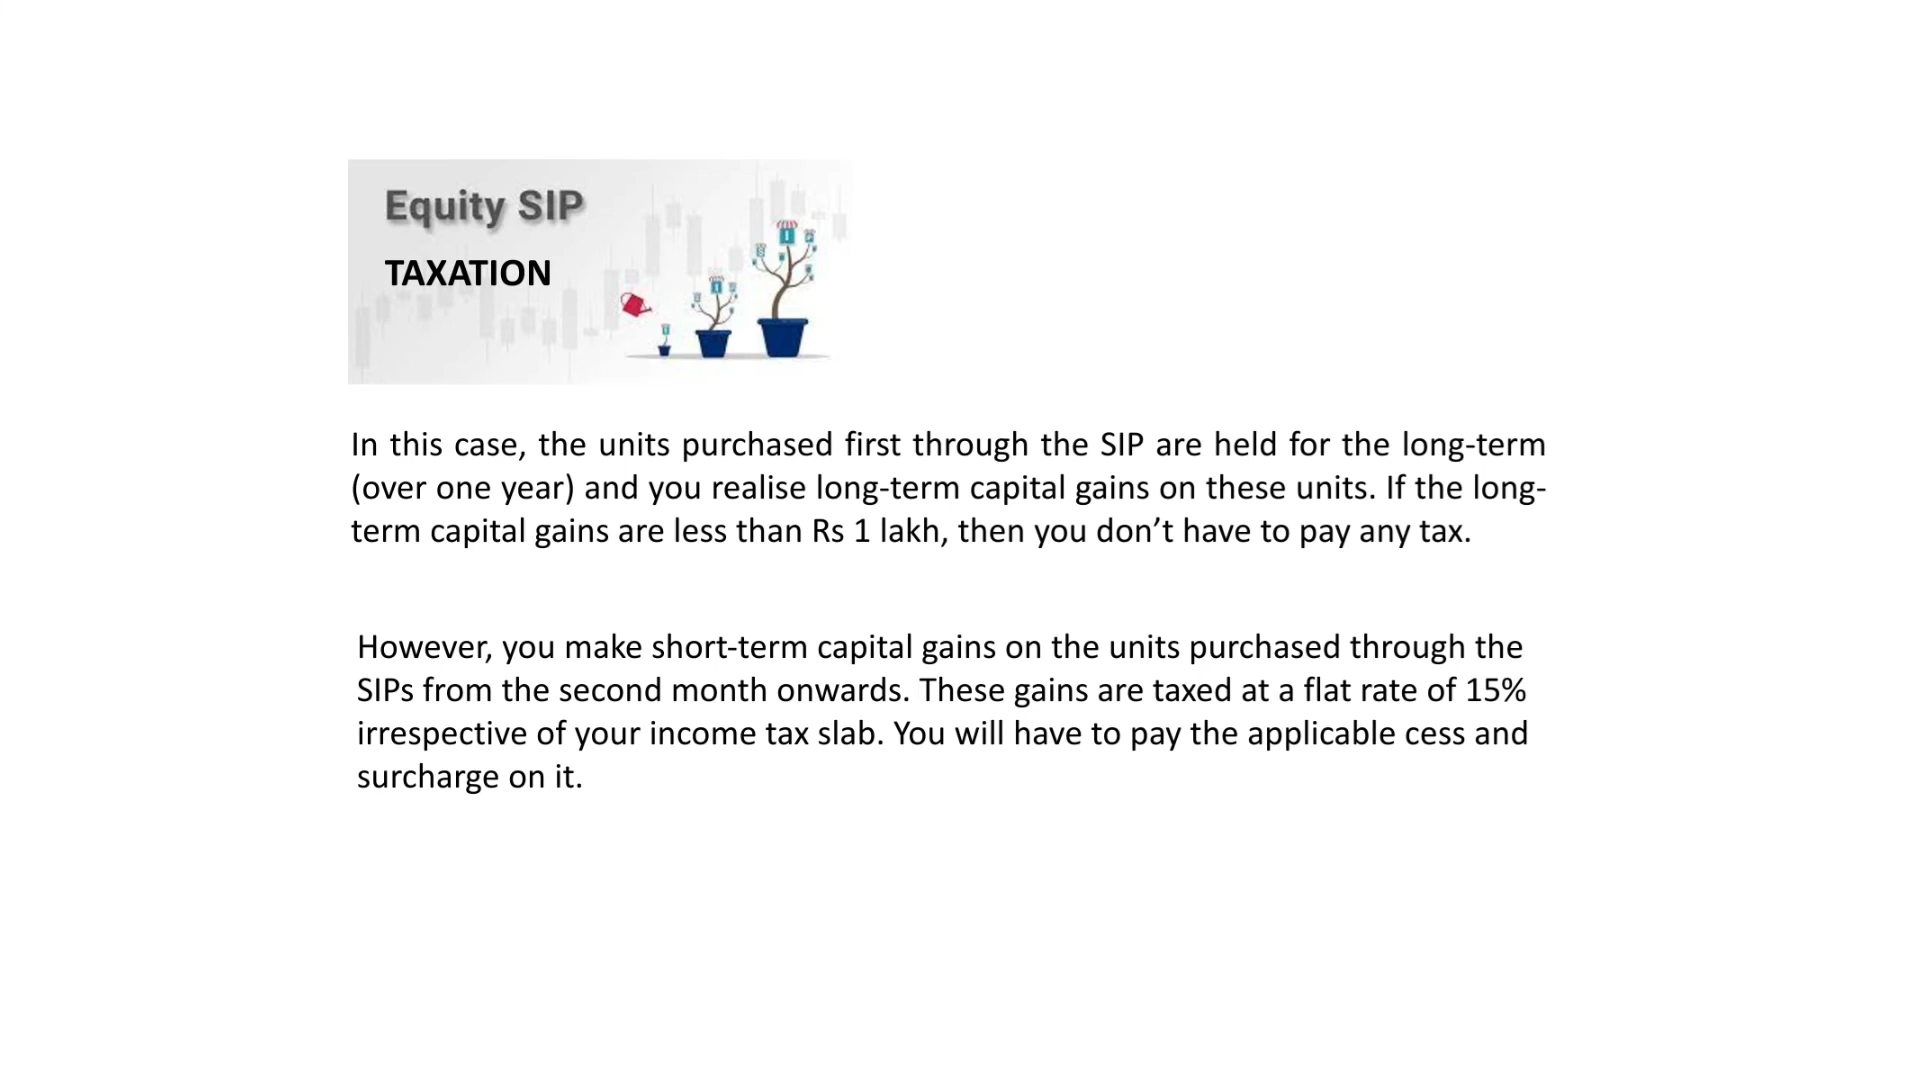 Equity SIP
TAXATION
In this case, the units purchased first through the SIP are held for the long-term
(over one year) and you realise long-term capital gains on these units. If the long-
term capital gains are less than Rs 1 lakh, then you don’t have to pay any tax.
However, you make short-term capital gains on the units purchased through the
SIPs from the second month onwards. These gains are taxed at a flat rate of 15%
irrespective of your income tax slab. You will have to pay the applicable cess and
surcharge on it.